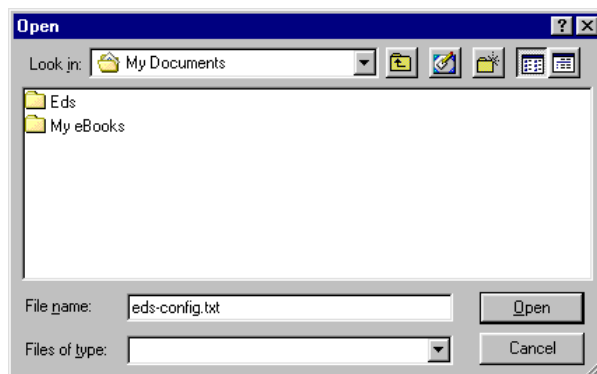 Open
Look in: My Documents
Eds
My eBooks
File name: eds-config.txt Open
Files of type: Cancel